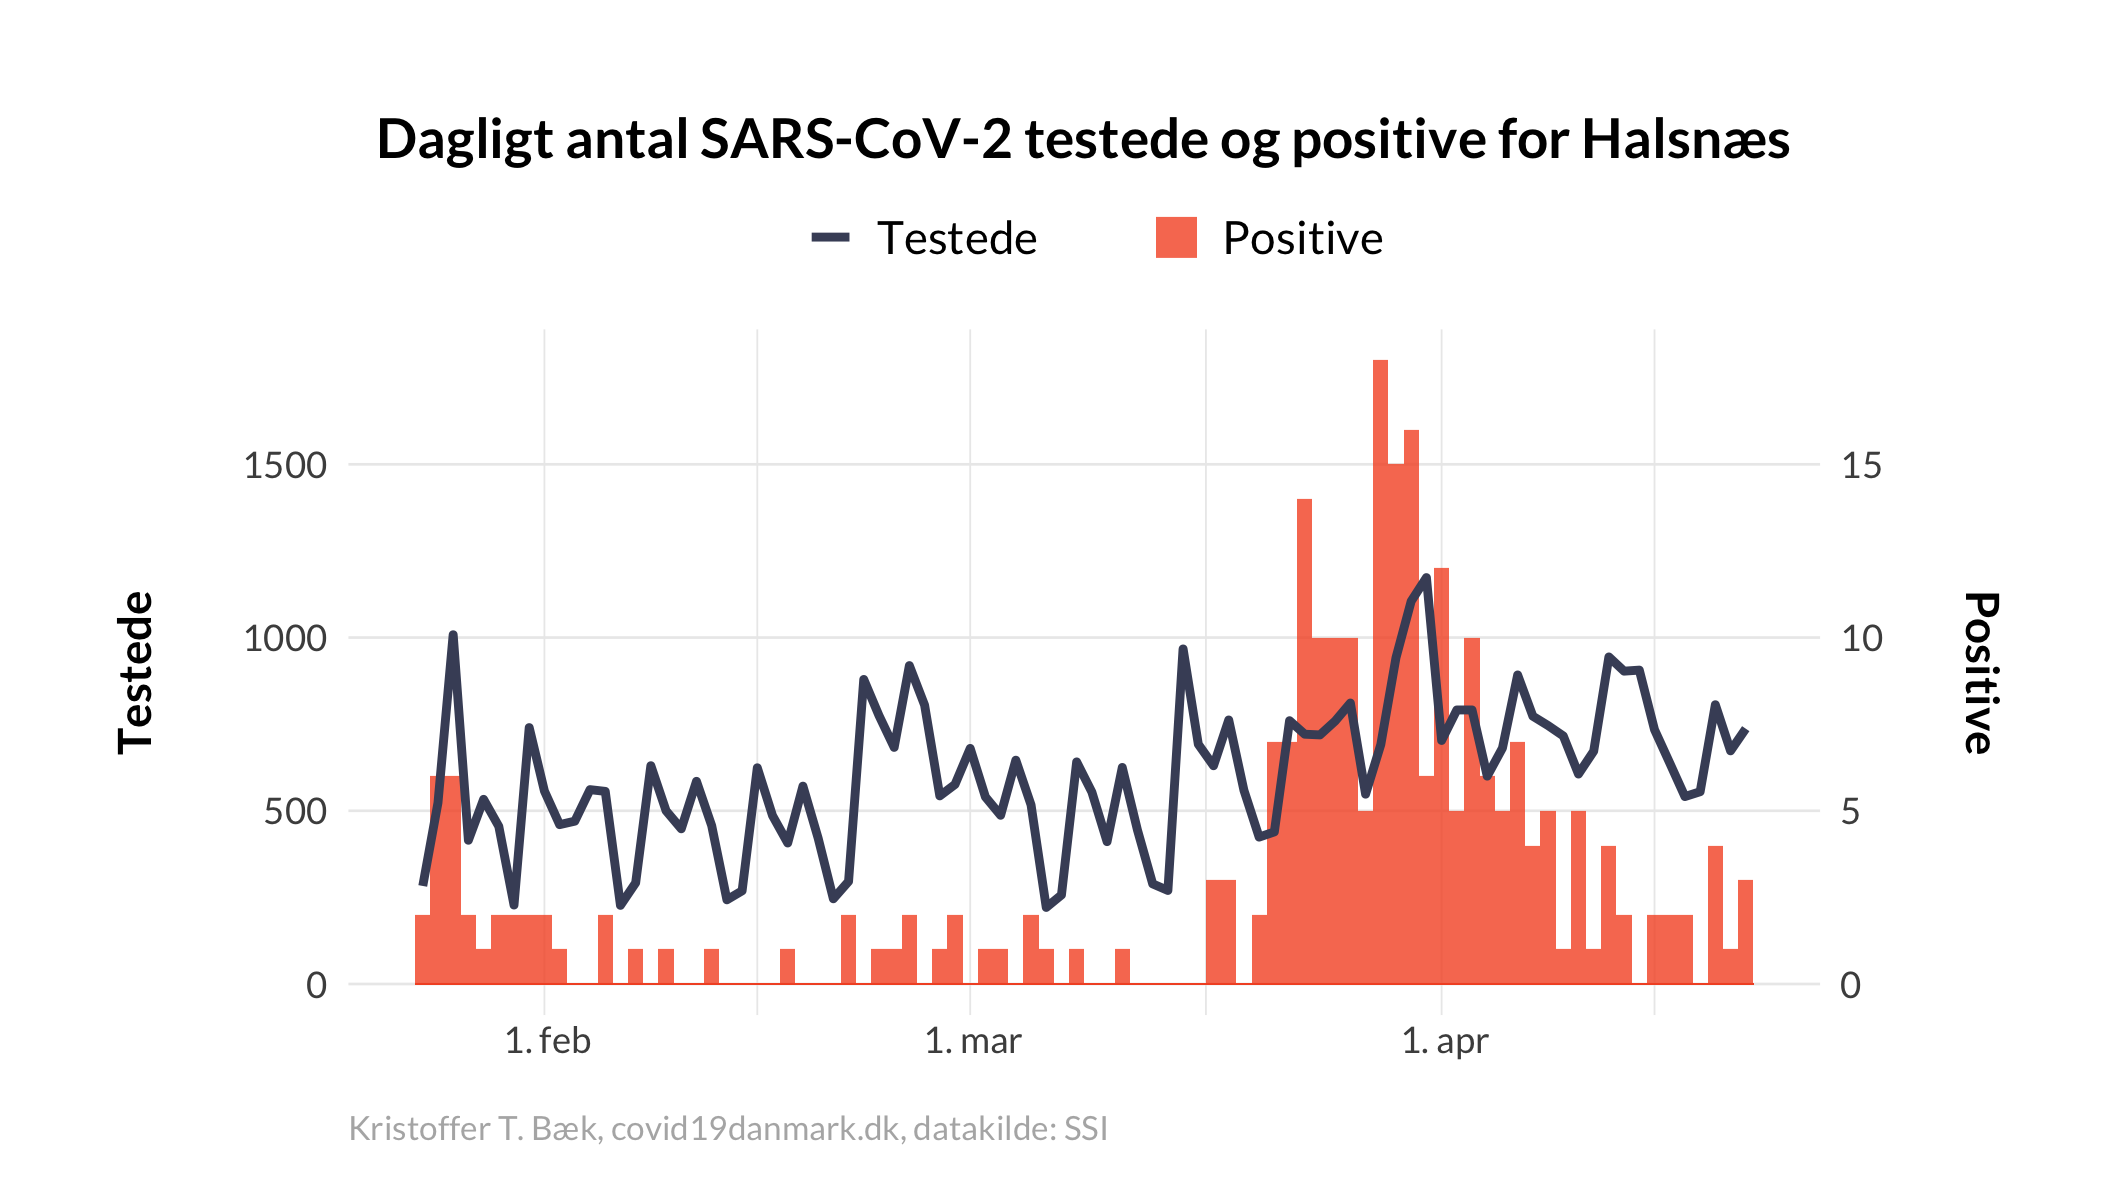 Dagligt antal SARS-CoV-2 testede og positive for Halsnæs
Testede Positive
1500 15
1000 10
500 5
0 0
Testede
Positive
1. feb 1. mar 1. apr
Kristoffer T. Bæk, covid19danmark.dk, datakilde: SSI